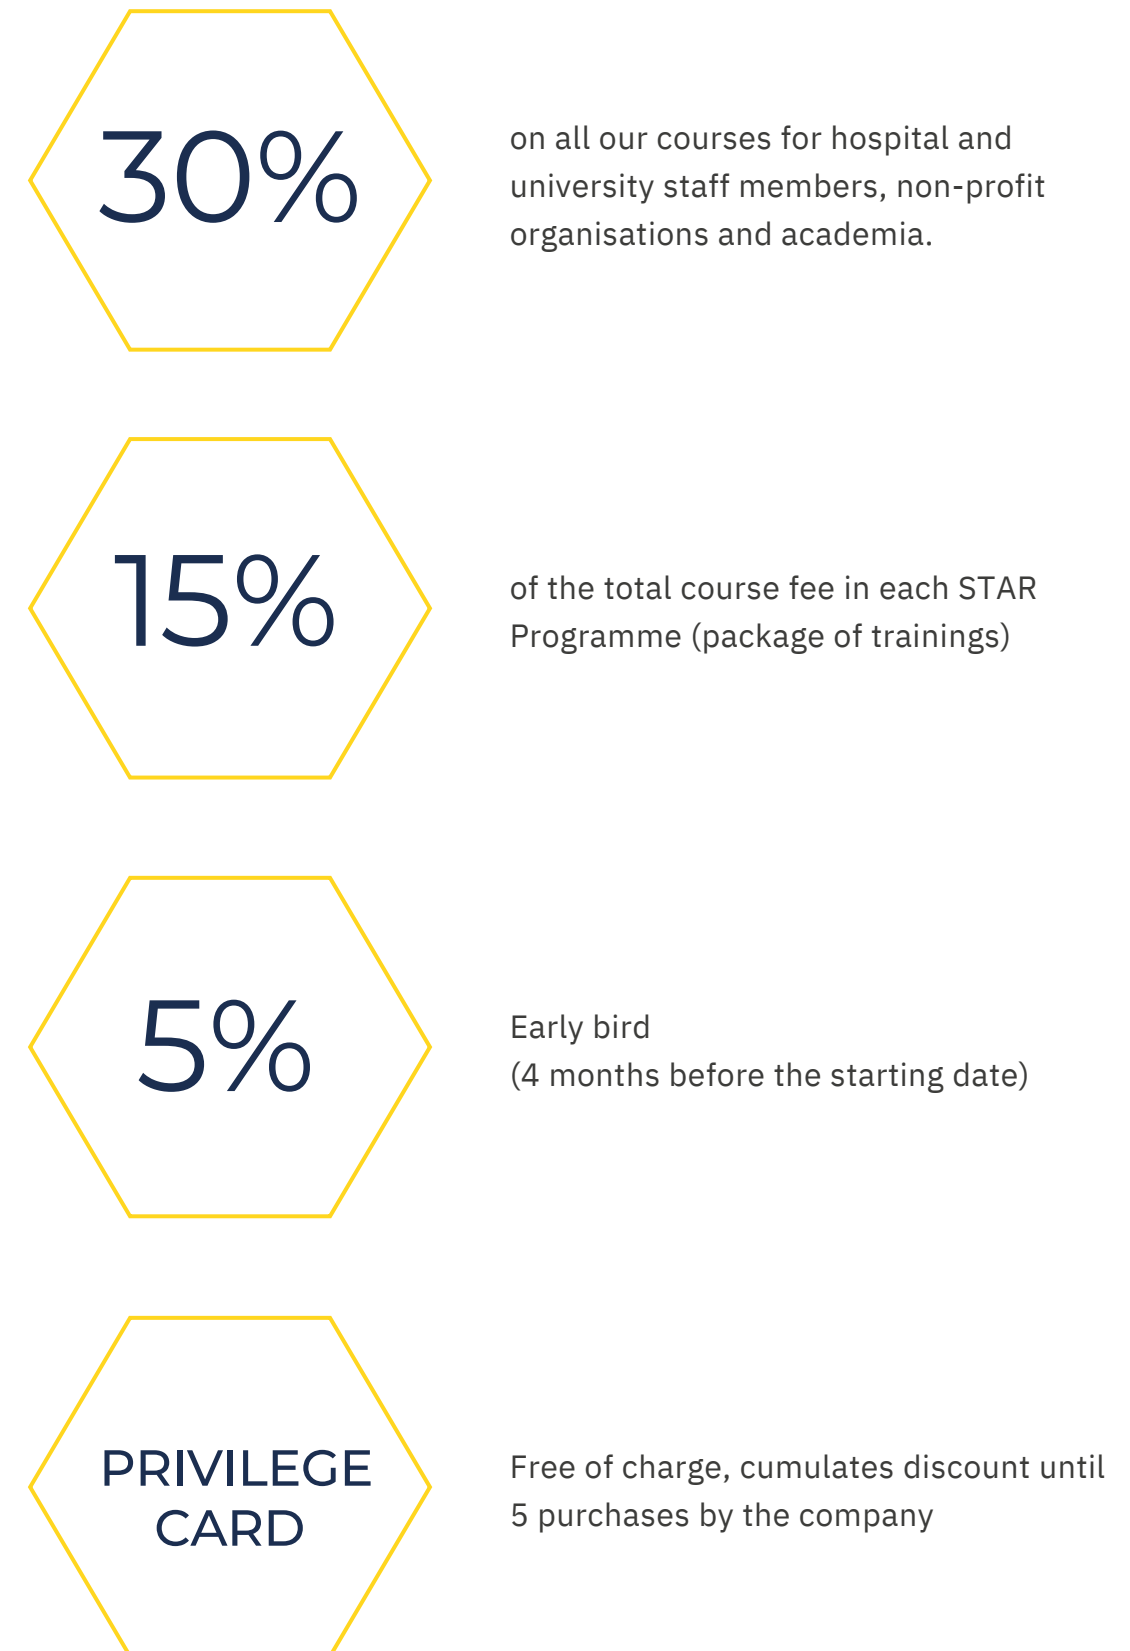 30%
on all our courses for hospital and
university staff members, non-profit
organisations and academia.
15%
of the total course fee in each STAR
Programme (package of trainings)
5%
Early bird
(4 months before the starting date)
PRIVILEGE
CARD
Free of charge, cumulates discount until
5 purchases by the company